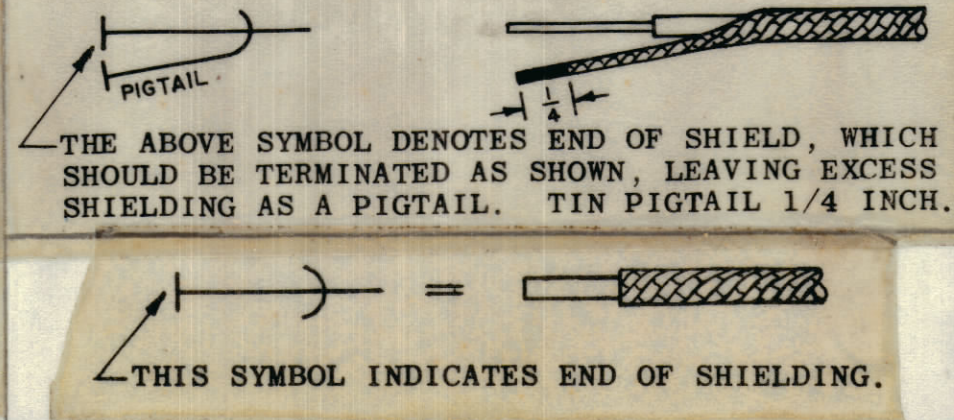 PIGTAIL
1/4
THE ABOVE SYMBOL DENOTES END OF SHIELD, WHICH
SHOULD BE TERMINATED AS SHOWN, LEAVING EXCESS
SHIELDING AS A PIGTAIL. TIN PIGTAIL 1/4 INCH.
=
THIS SYMBOL INDICATES END OF SHIELDING.